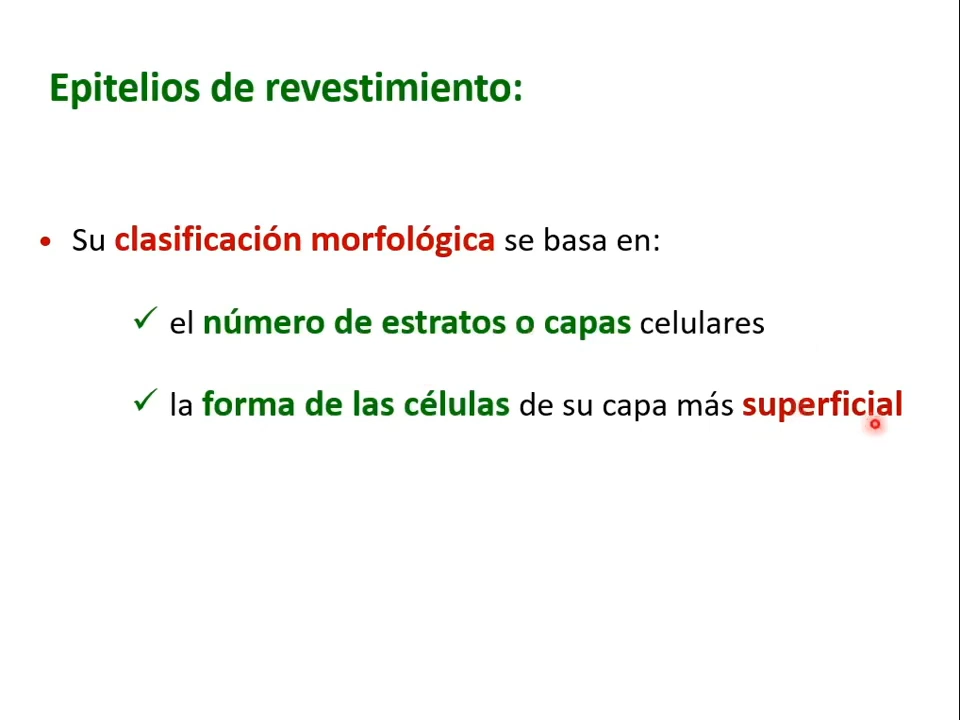 Epitelios de revestimiento:
• Su clasificación morfológica se basa en:
✓ el número de estratos o capas celulares
✓ la forma de las células de su capa más superficial